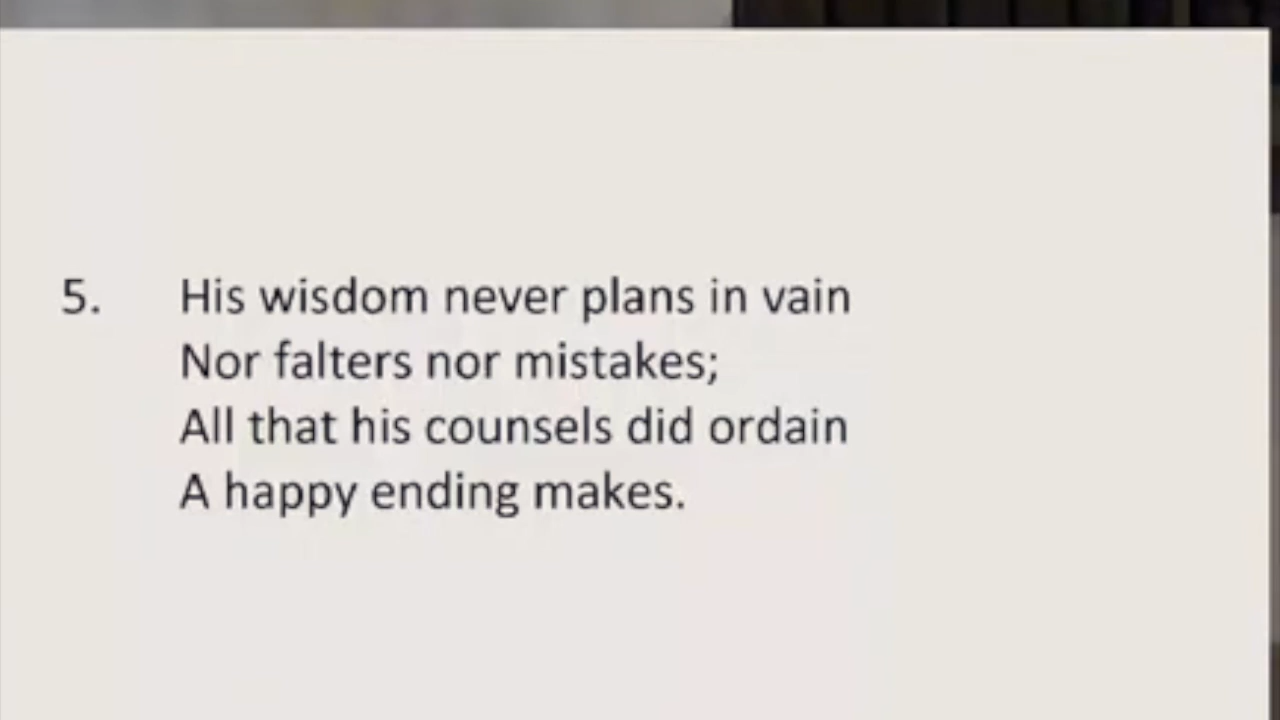 5. His wisdom never plans in vain
Nor falters nor mistakes;
All that his counsels did ordain
A happy ending makes.